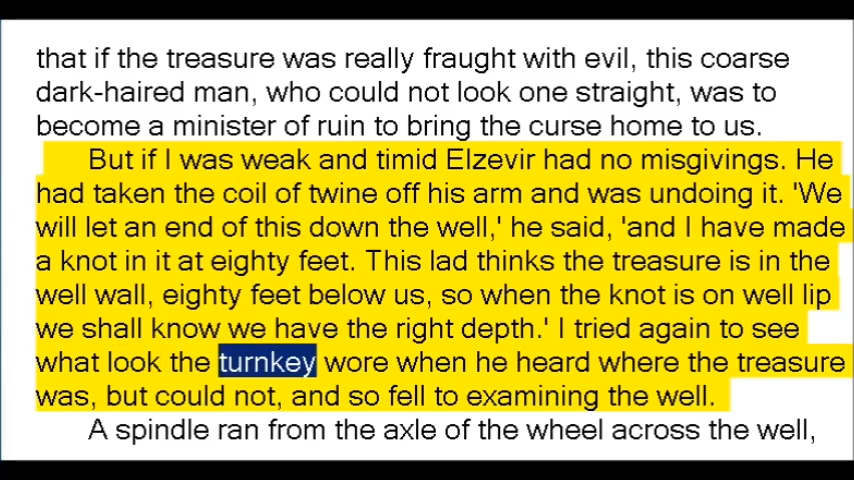 that if the treasure was really fraught with evil, this coarse
dark-haired man, who could not look one straight, was to
become a minister of ruin to bring the curse home to us.
But if I was weak and timid Elzevir had no misgivings. He
had taken the coil of twine off his arm and was undoing it. 'We
will let an end of this down the well,' he said, 'and I have made
a knot in it at eighty feet. This lad thinks the treasure is in the
well wall, eighty feet below us, so when the knot is on well lip
we shall know we have the right depth.' I tried again to see
what look the turnkey wore when he heard where the treasure
was, but could not, and so fell to examining the well.
A spindle ran from the axle of the wheel across the well,